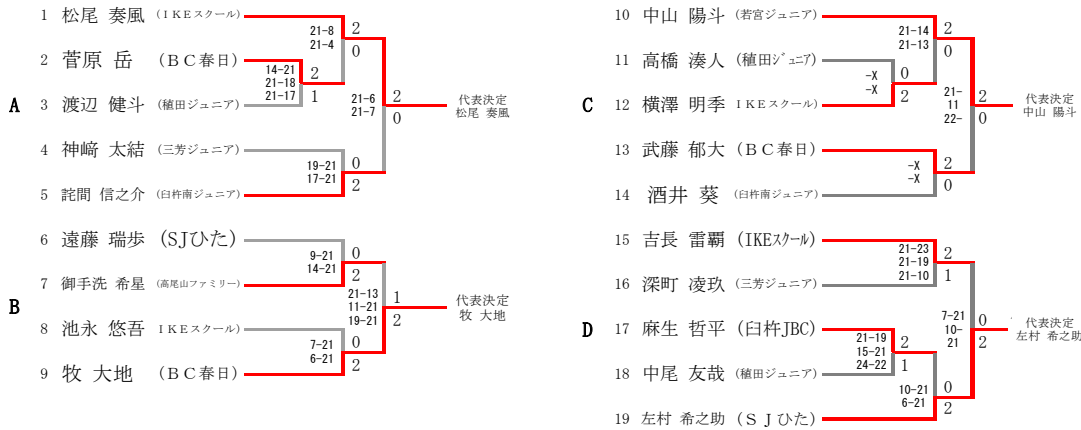 1 松尾 奏風 (IKEスクール)
21-8 2
21-4 0
2 菅原 岳 (BC春日)
14-21 2
21-18
21-17 1
A
3 渡辺 健斗 (稙田ジュニア)
21-6 2
21-7 0
代表決定
松尾 奏風
4 神﨑 太結 (三芳ジュニア)
19-21 0
17-21 2
5 詫間 信之介 (臼杵南ジュニア)
6 遠藤 瑞歩 (SJひた)
9-21 0
14-21 2
7 御手洗 希星 (高尾山ファミリー)
B
21-13 1
11-21
19-21 2
代表決定
牧 大地
8 池永 悠吾 IKEスクール)
7-21 0
6-21 2
9 牧 大地 (BC春日)
10 中山 陽斗 (若宮ジュニア)
21-14 2
21-13 0
11 高橋 湊人 (稙田ジュニア)
-X 0
-X 2
C
12 横澤 明季 IKEスクール)
21-
11
22-
2
0
代表決定
中山 陽斗
13 武藤 郁大 (BC春日)
-X 2
-X 0
14 酒井 葵 (臼杵南ジュニア)
15 吉長 雷覇 (IKEスクール)
21-23 2
21-19
21-10 1
16 深町 凌玖 (三芳ジュニア)
D
17 麻生 哲平 (臼杵JBC)
21-19 2
15-21
24-22 1
7-21
10-
21
0
2
代表決定
左村 希之助
18 中尾 友哉 (稙田ジュニア)
10-21 0
6-21 2
19 左村 希之助 (SJひた)